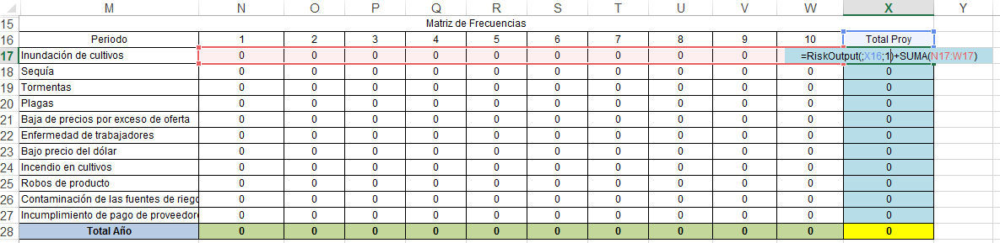 M N O P Q R S T U V W X Y
15 Matriz de Frecuencias
16 Periodo 1 2 3 4 5 6 7 8 9 10 Total Proy
17 Inundación de cultivos 0 0 0 0 0 0 0 0 0 =RiskOutput(;X16;1)+SUMA(N17:W17)
18 Sequía 0 0 0 0 0 0 0 0 0 0 0
19 Tormentas 0 0 0 0 0 0 0 0 0 0 0
20 Plagas 0 0 0 0 0 0 0 0 0 0 0
21 Baja de precios por exceso de oferta 0 0 0 0 0 0 0 0 0 0 0
22 Enfermedad de trabajadores 0 0 0 0 0 0 0 0 0 0 0
23 Bajo precio del dólar 0 0 0 0 0 0 0 0 0 0 0
24 Incendio en cultivos 0 0 0 0 0 0 0 0 0 0 0
25 Robos de producto 0 0 0 0 0 0 0 0 0 0 0
26 Contaminación de las fuentes de riego 0 0 0 0 0 0 0 0 0 0 0
27 Incumplimiento de pago de proveedore 0 0 0 0 0 0 0 0 0 0 0
28 Total Año 0 0 0 0 0 0 0 0 0 0 0